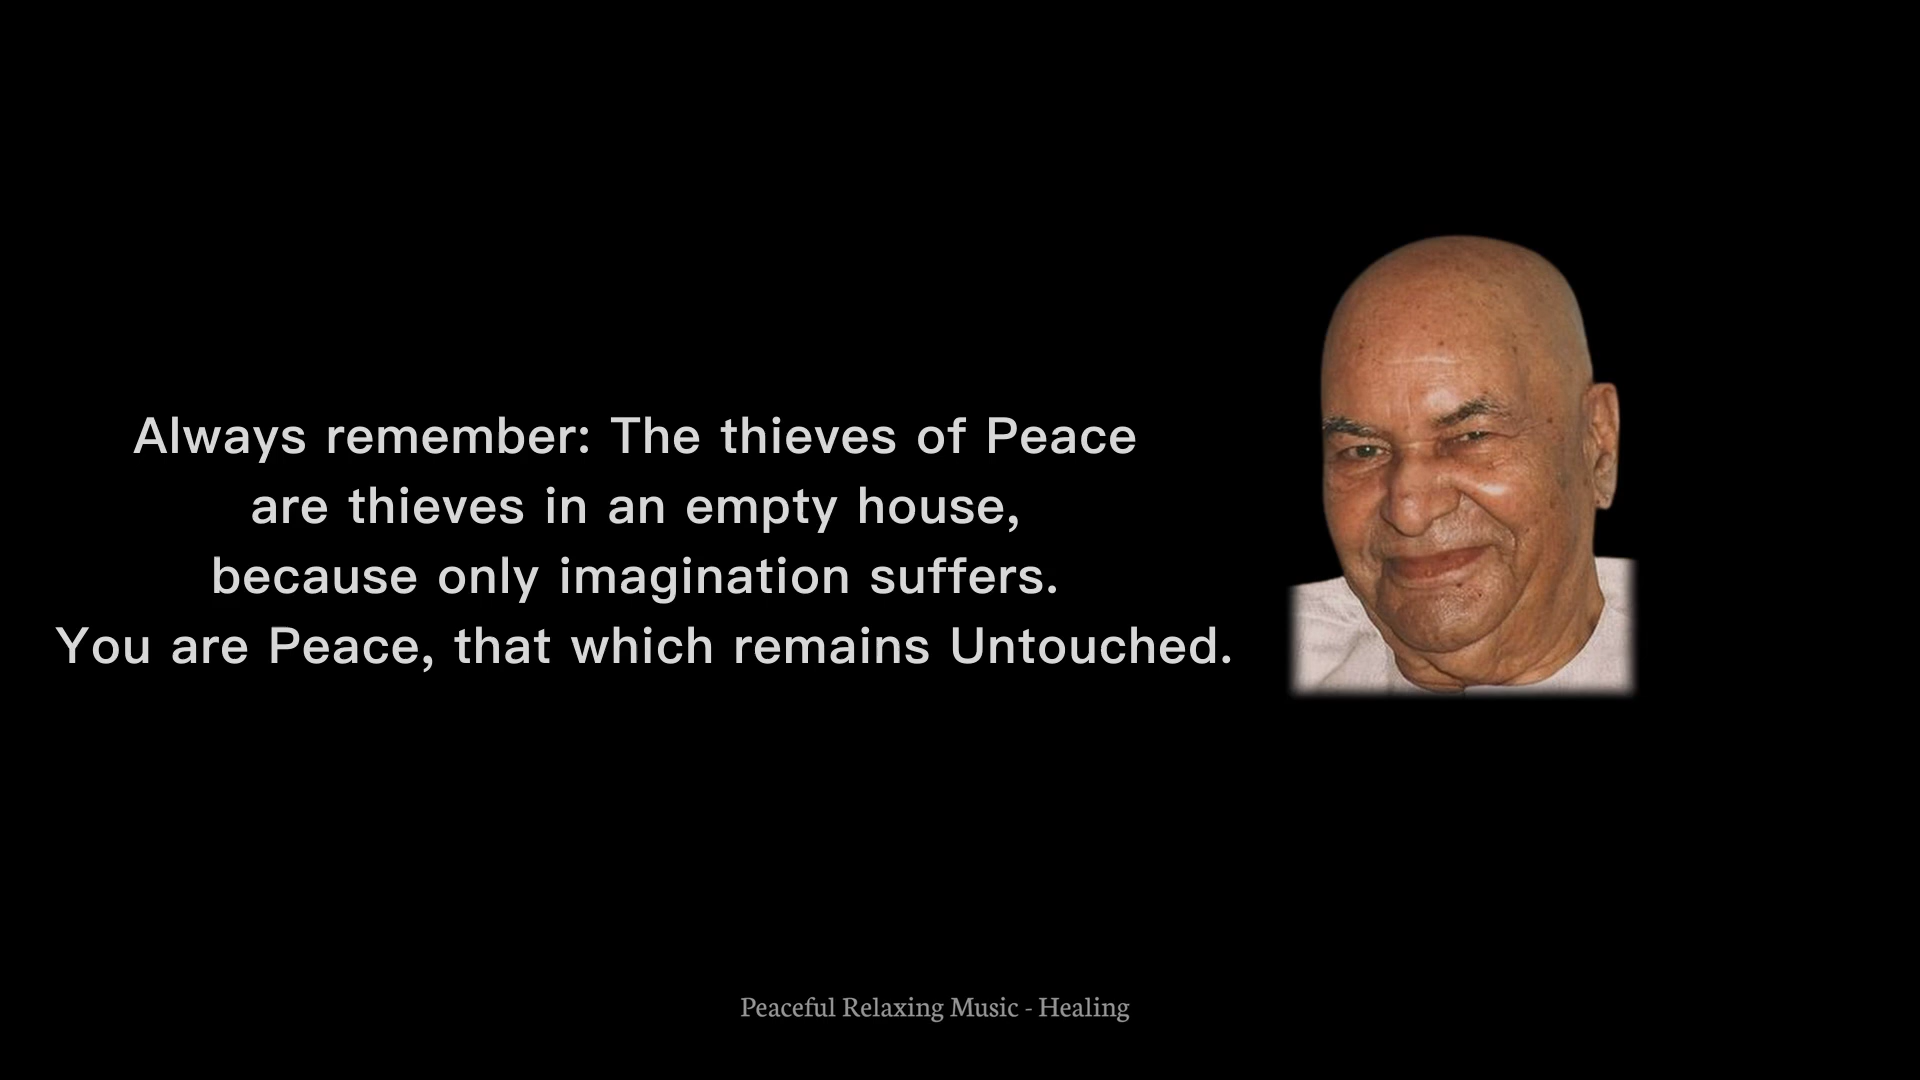 Always remember: The thieves of Peace
are thieves in an empty house,
because only imagination suffers.
You are Peace, that which remains Untouched.
Peaceful Relaxing Music - Healing